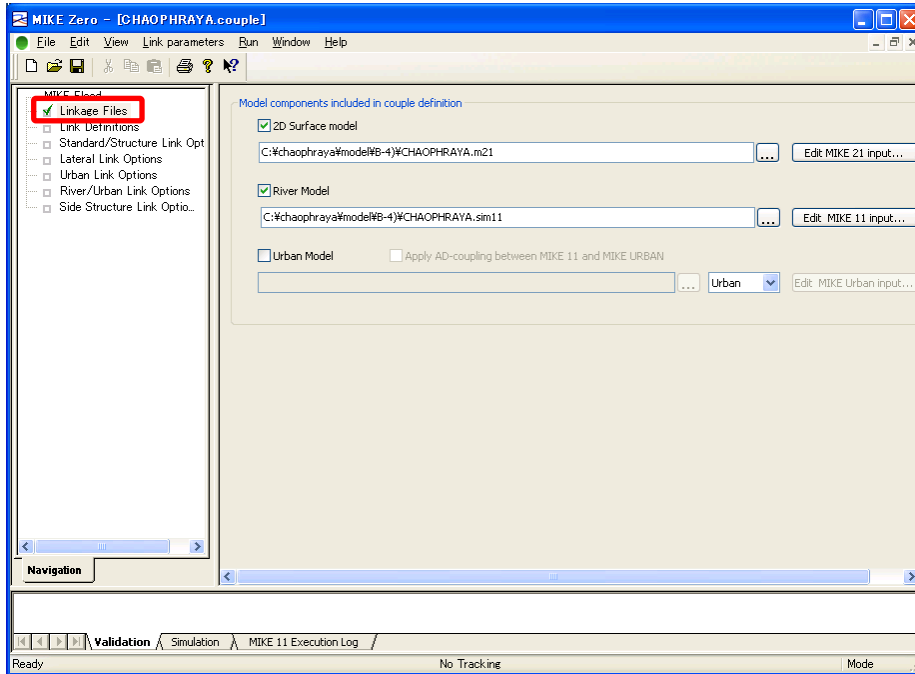 MIKE Zero - [CHAOPHRAYA.couple]
File Edit View Link parameters Run Window Help
MIKE Flood
Linkage Files
Link Definitions
Standard/Structure Link Opt
Lateral Link Options
Urban Link Options
River/Urban Link Options
Side Structure Link Optio...
Navigation
Model components included in couple definition
2D Surface model
C:¥chaophraya¥model¥B-4)¥CHAOPHRAYA.m21
...
Edit MIKE 21 input...
River Model
C:¥chaophraya¥model¥B-4)¥CHAOPHRAYA.sim11
...
Edit MIKE 11 input...
Urban Model
Apply AD-coupling between MIKE 11 and MIKE URBAN
...
Urban
Edit MIKE Urban input...
Validation Simulation MIKE 11 Execution Log
Ready No Tracking Mode